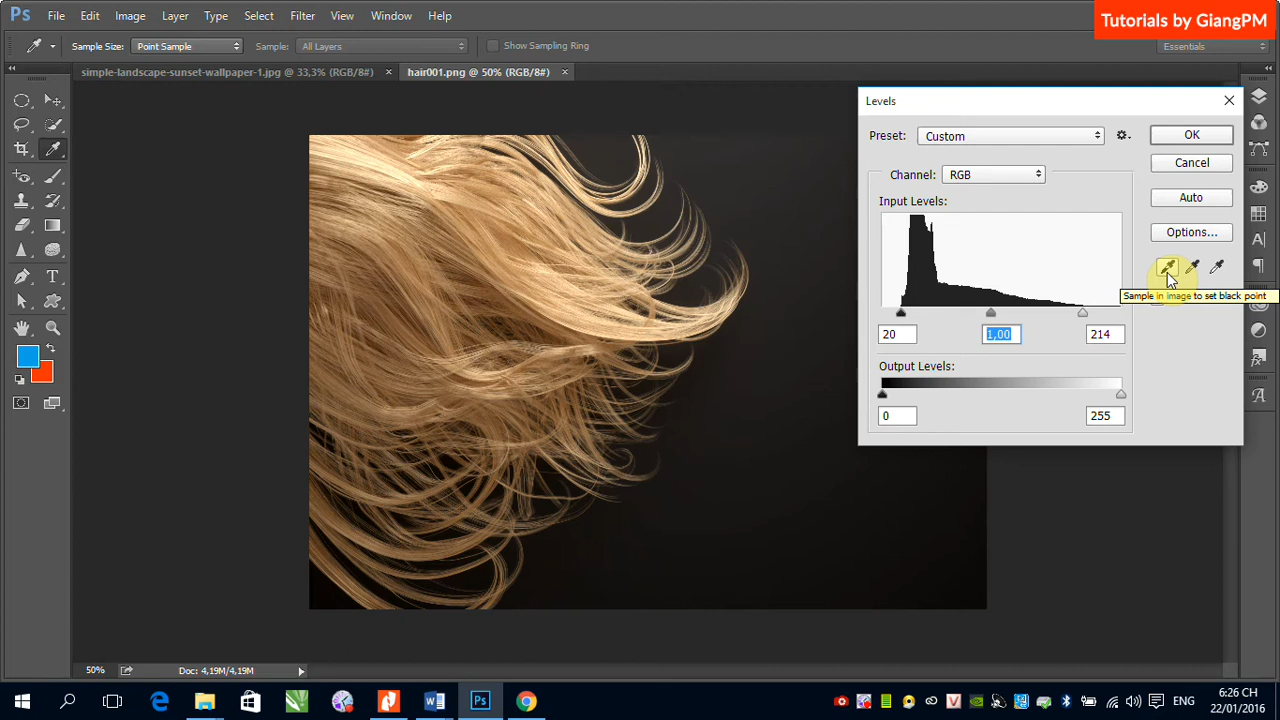 Ps File Edit Image Layer Type Select Filter View Window Help
Tutorials by GiangPM
Sample Size: Point Sample Sample: All Layers Show Sampling Ring
Essentials
simple-landscape-sunset-wallpaper-1.jpg @ 33,3% (RGB/8#) × hair001.png @ 50% (RGB/8#) ×
Levels
Preset: Custom
OK
Channel: RGB
Cancel
Input Levels:
Auto
Options...
Sample in image to set black point
20 1,00 214
Output Levels:
0 255
50% Doc: 4,19M/4,19M
ENG
6:26 CH
22/01/2016